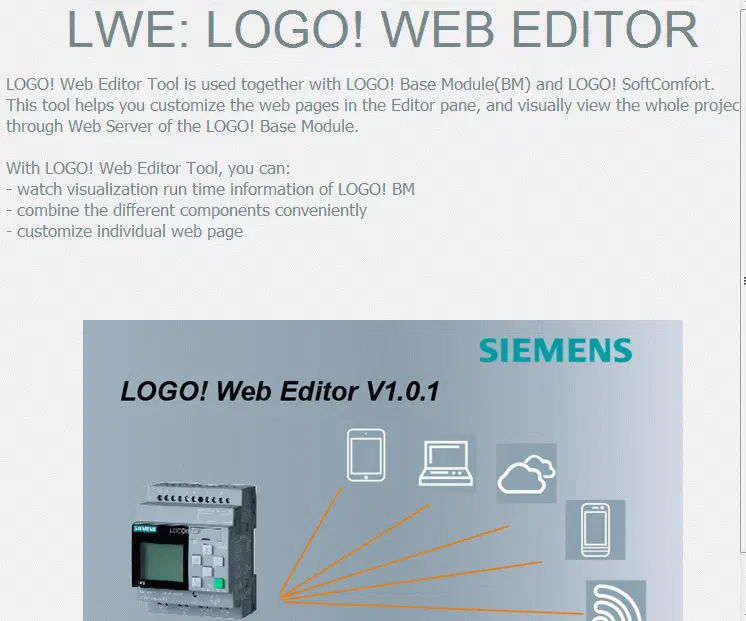 LWE: LOGO! WEB EDITOR
LOGO! Web Editor Tool is used together with LOGO! Base Module(BM) and LOGO! SoftComfort.
This tool helps you customize the web pages in the Editor pane, and visually view the whole projec
through Web Server of the LOGO! Base Module.
With LOGO! Web Editor Tool, you can:
- watch visualization run time information of LOGO! BM
- combine the different components conveniently
- customize individual web page
SIEMENS
LOGO! Web Editor V1.0.1
SIEMENS